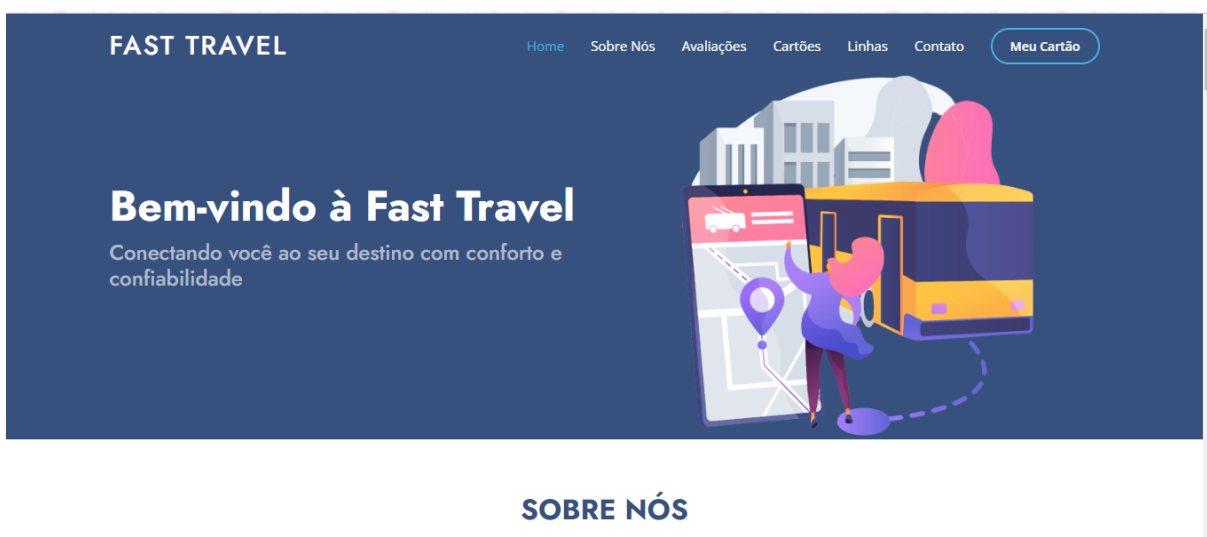 FAST TRAVEL
Home Sobre Nós Avaliações Cartões Linhas Contato Meu Cartão
Bem-vindo à Fast Travel
Conectando você ao seu destino com conforto e
confiabilidade
SOBRE NÓS